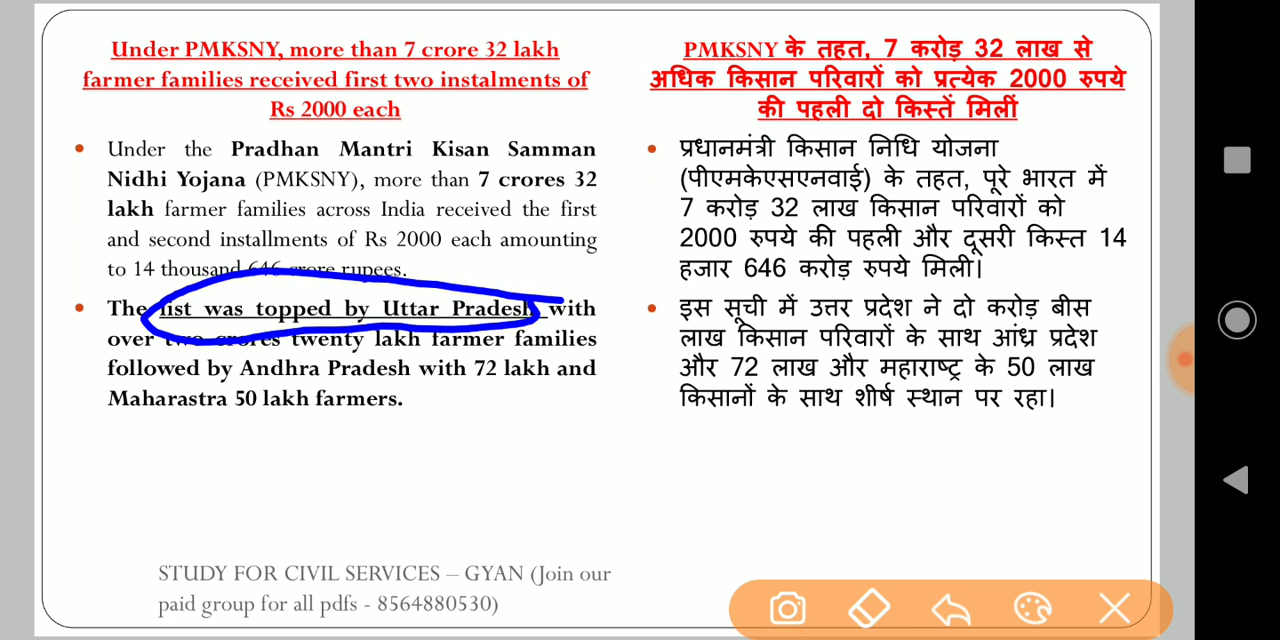 Under PMKSNY, more than 7 crore 32 lakh
farmer families received first two instalments of
Rs 2000 each
Under the Pradhan Mantri Kisan Samman
Nidhi Yojana (PMKSNY), more than 7 crores 32
lakh farmer families across India received the first
and second installments of Rs 2000 each amounting
to 14 thousand 646 crore rupees.
The list was topped by Uttar Pradesh with
over two crores twenty lakh farmer families
followed by Andhra Pradesh with 72 lakh and
Maharastra 50 lakh farmers.
PMKSNY के तहत, 7 करोड़ 32 लाख से
अधिक किसान परिवारों को प्रत्येक 2000 रुपये
की पहली दो किस्तें मिलीं
प्रधानमंत्री किसान निधि योजना
(पीएमकेएसएनवाई) के तहत, पूरे भारत में
7 करोड़ 32 लाख किसान परिवारों को
2000 रुपये की पहली और दूसरी किस्त 14
हजार 646 करोड़ रुपये मिली।
इस सूची में उत्तर प्रदेश ने दो करोड़ बीस
लाख किसान परिवारों के साथ आंध्र प्रदेश
और 72 लाख और महाराष्ट्र के 50 लाख
किसानों के साथ शीर्ष स्थान पर रहा।
STUDY FOR CIVIL SERVICES – GYAN (Join our
paid group for all pdfs - 8564880530)